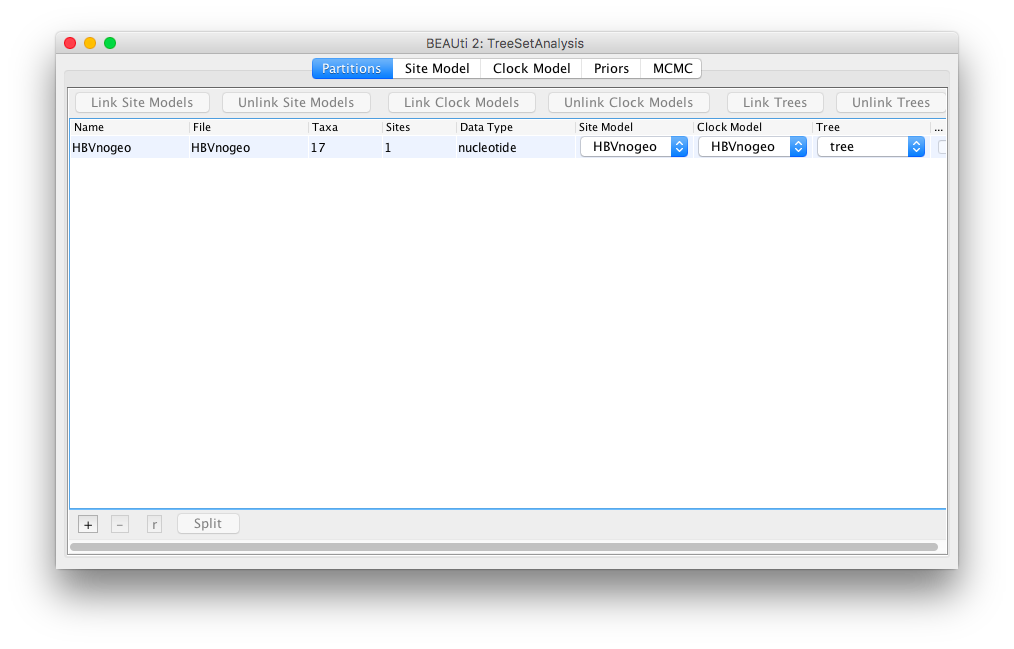 BEAUti 2: TreeSetAnalysis
Partitions Site Model Clock Model Priors MCMC
Link Site Models Unlink Site Models Link Clock Models Unlink Clock Models Link Trees Unlink Trees
Name File Taxa Sites Data Type Site Model Clock Model Tree ...
HBVnogeo HBVnogeo 17 1 nucleotide HBVnogeo HBVnogeo tree
+ - r Split